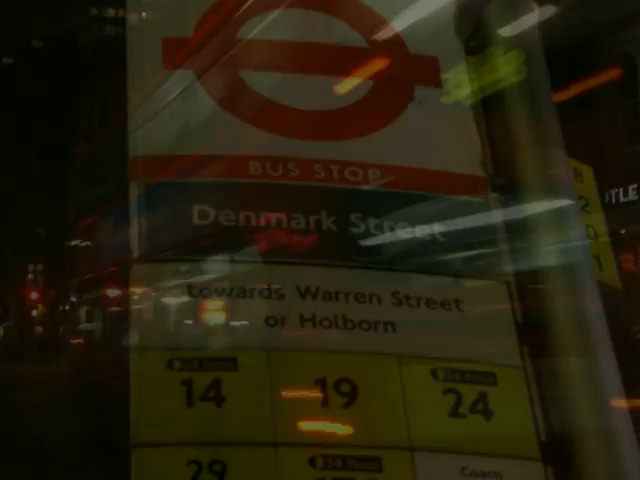 BUS STOP
Denmark Street
towards Warren Street
or Holborn
24 hour 24 hour
14 19 24
29 24 hour Coach